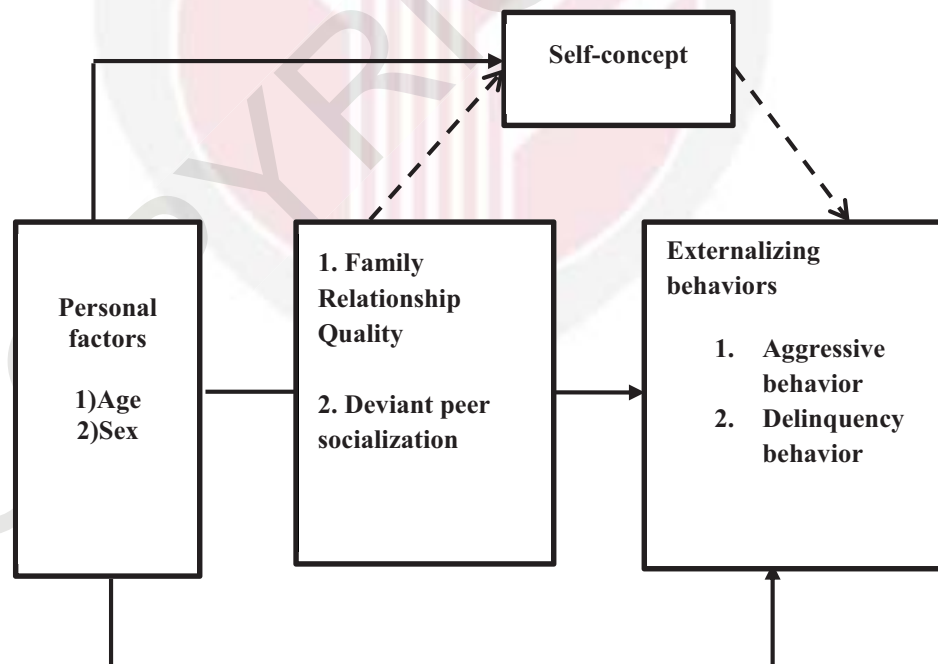 Self-concept
Personal
factors
1)Age
2)Sex
1. Family
Relationship
Quality
2. Deviant peer
socialization
Externalizing
behaviors
1. Aggressive
behavior
2. Delinquency
behavior